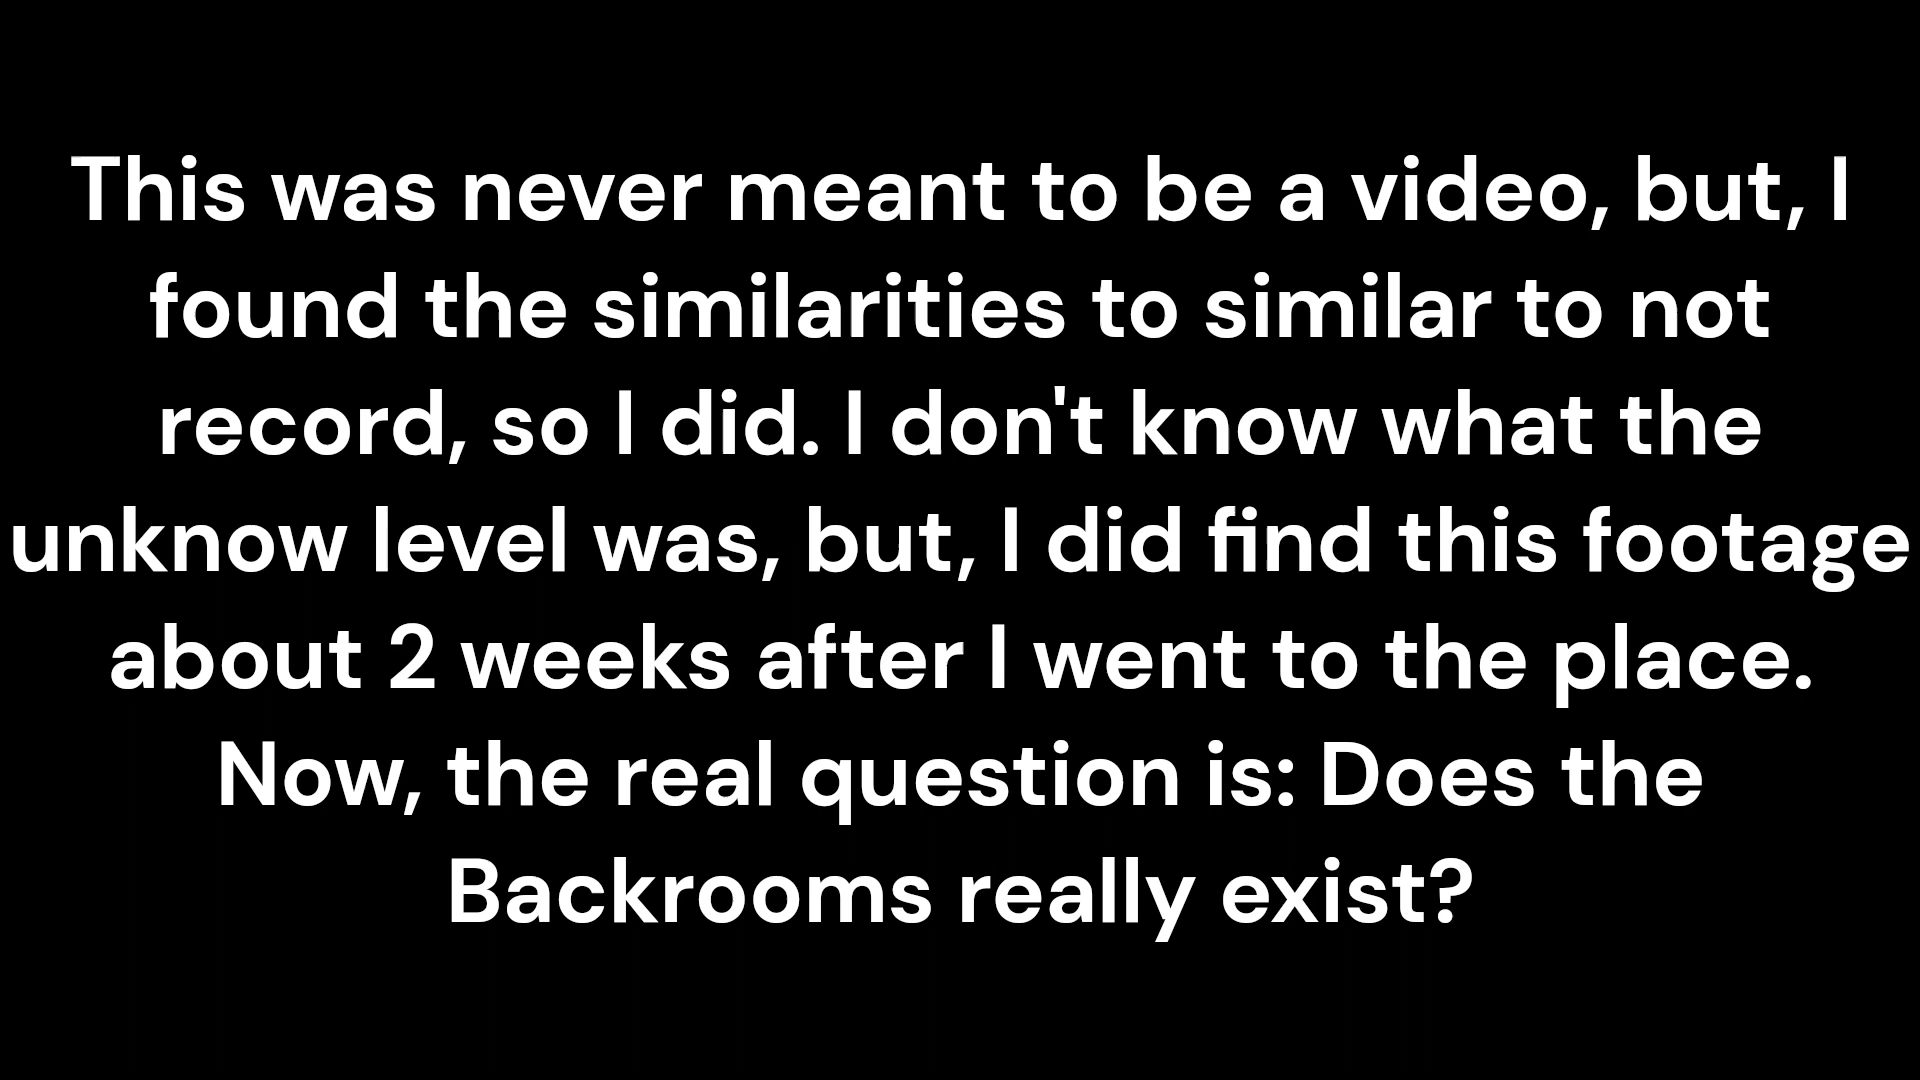 This was never meant to be a video, but, I
found the similarities to similar to not
record, so I did. I don't know what the
unknow level was, but, I did find this footage
about 2 weeks after I went to the place.
Now, the real question is: Does the
Backrooms really exist?